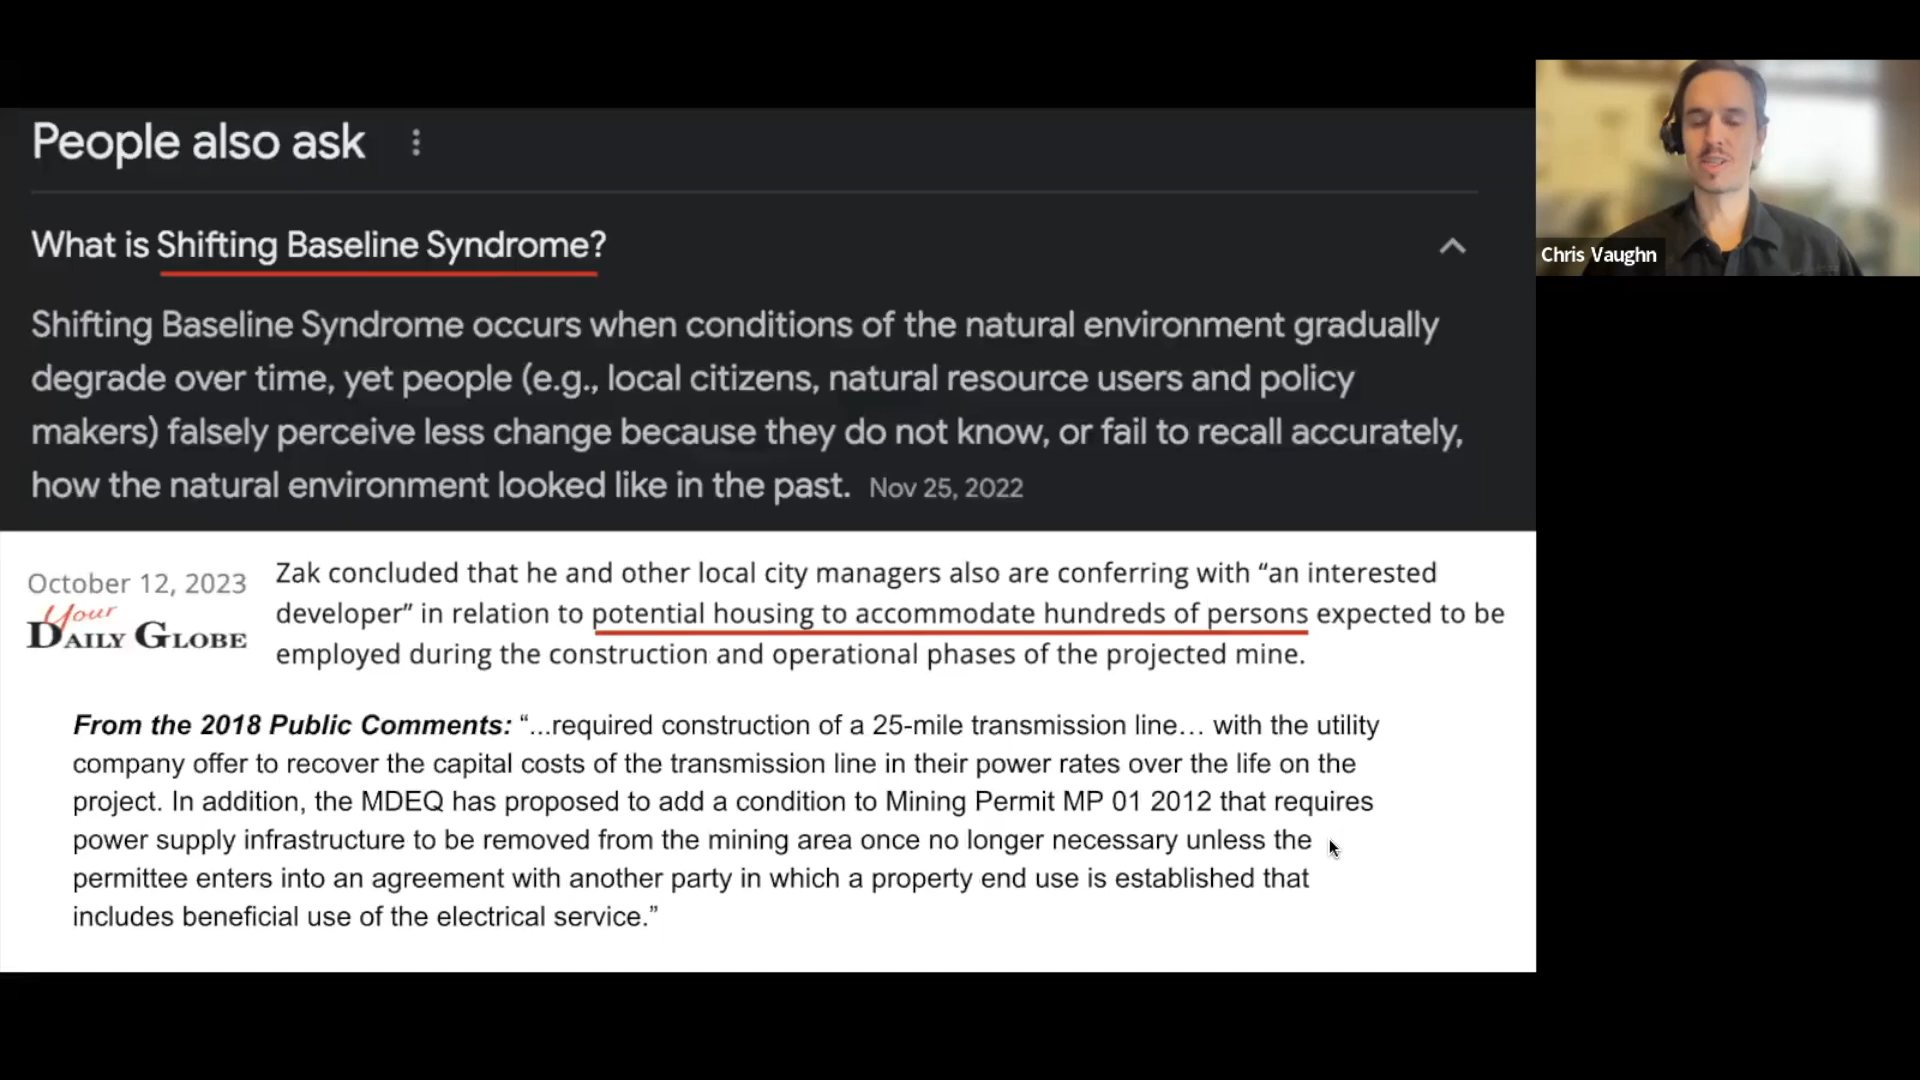 People also ask
What is Shifting Baseline Syndrome?
Shifting Baseline Syndrome occurs when conditions of the natural environment gradually
degrade over time, yet people (e.g., local citizens, natural resource users and policy
makers) falsely perceive less change because they do not know, or fail to recall accurately,
how the natural environment looked like in the past. Nov 25, 2022
October 12, 2023
Your
DAILY GLOBE
Zak concluded that he and other local city managers also are conferring with “an interested
developer” in relation to potential housing to accommodate hundreds of persons expected to be
employed during the construction and operational phases of the projected mine.
From the 2018 Public Comments: “...required construction of a 25-mile transmission line… with the utility
company offer to recover the capital costs of the transmission line in their power rates over the life on the
project. In addition, the MDEQ has proposed to add a condition to Mining Permit MP 01 2012 that requires
power supply infrastructure to be removed from the mining area once no longer necessary unless the
permittee enters into an agreement with another party in which a property end use is established that
includes beneficial use of the electrical service.”
Chris Vaughn